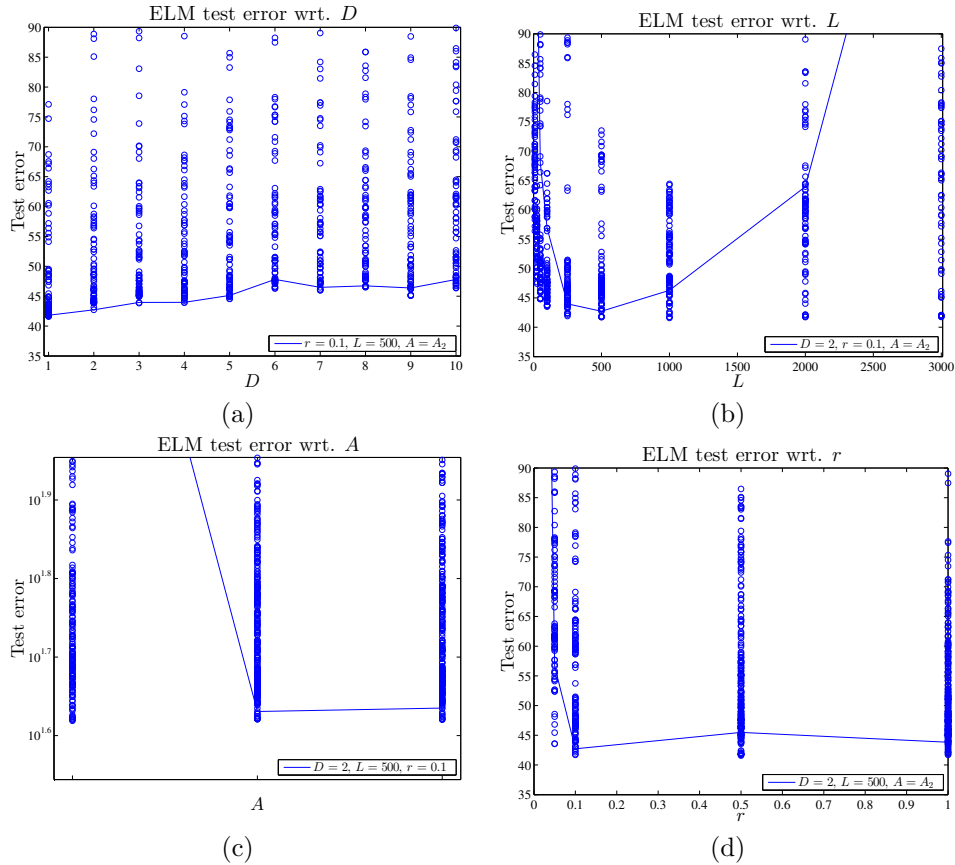 ELM test error wrt. D
90
85
80
75
70
65
60
55
50
45
40
35
Test error
1 2 3 4 5 6 7 8 9 10
D
r = 0.1, L = 500, A = A₂
(a)
ELM test error wrt. L
90
85
80
75
70
65
60
55
50
45
40
35
Test error
0 500 1000 1500 2000 2500 3000
L
D = 2, r = 0.1, A = A₂
(b)
ELM test error wrt. A
10^1.9
10^1.8
10^1.7
10^1.6
Test error
A
D = 2, L = 500, r = 0.1
(c)
ELM test error wrt. r
90
85
80
75
70
65
60
55
50
45
40
35
Test error
0 0.1 0.2 0.3 0.4 0.5 0.6 0.7 0.8 0.9 1
r
D = 2, L = 500, A = A₂
(d)